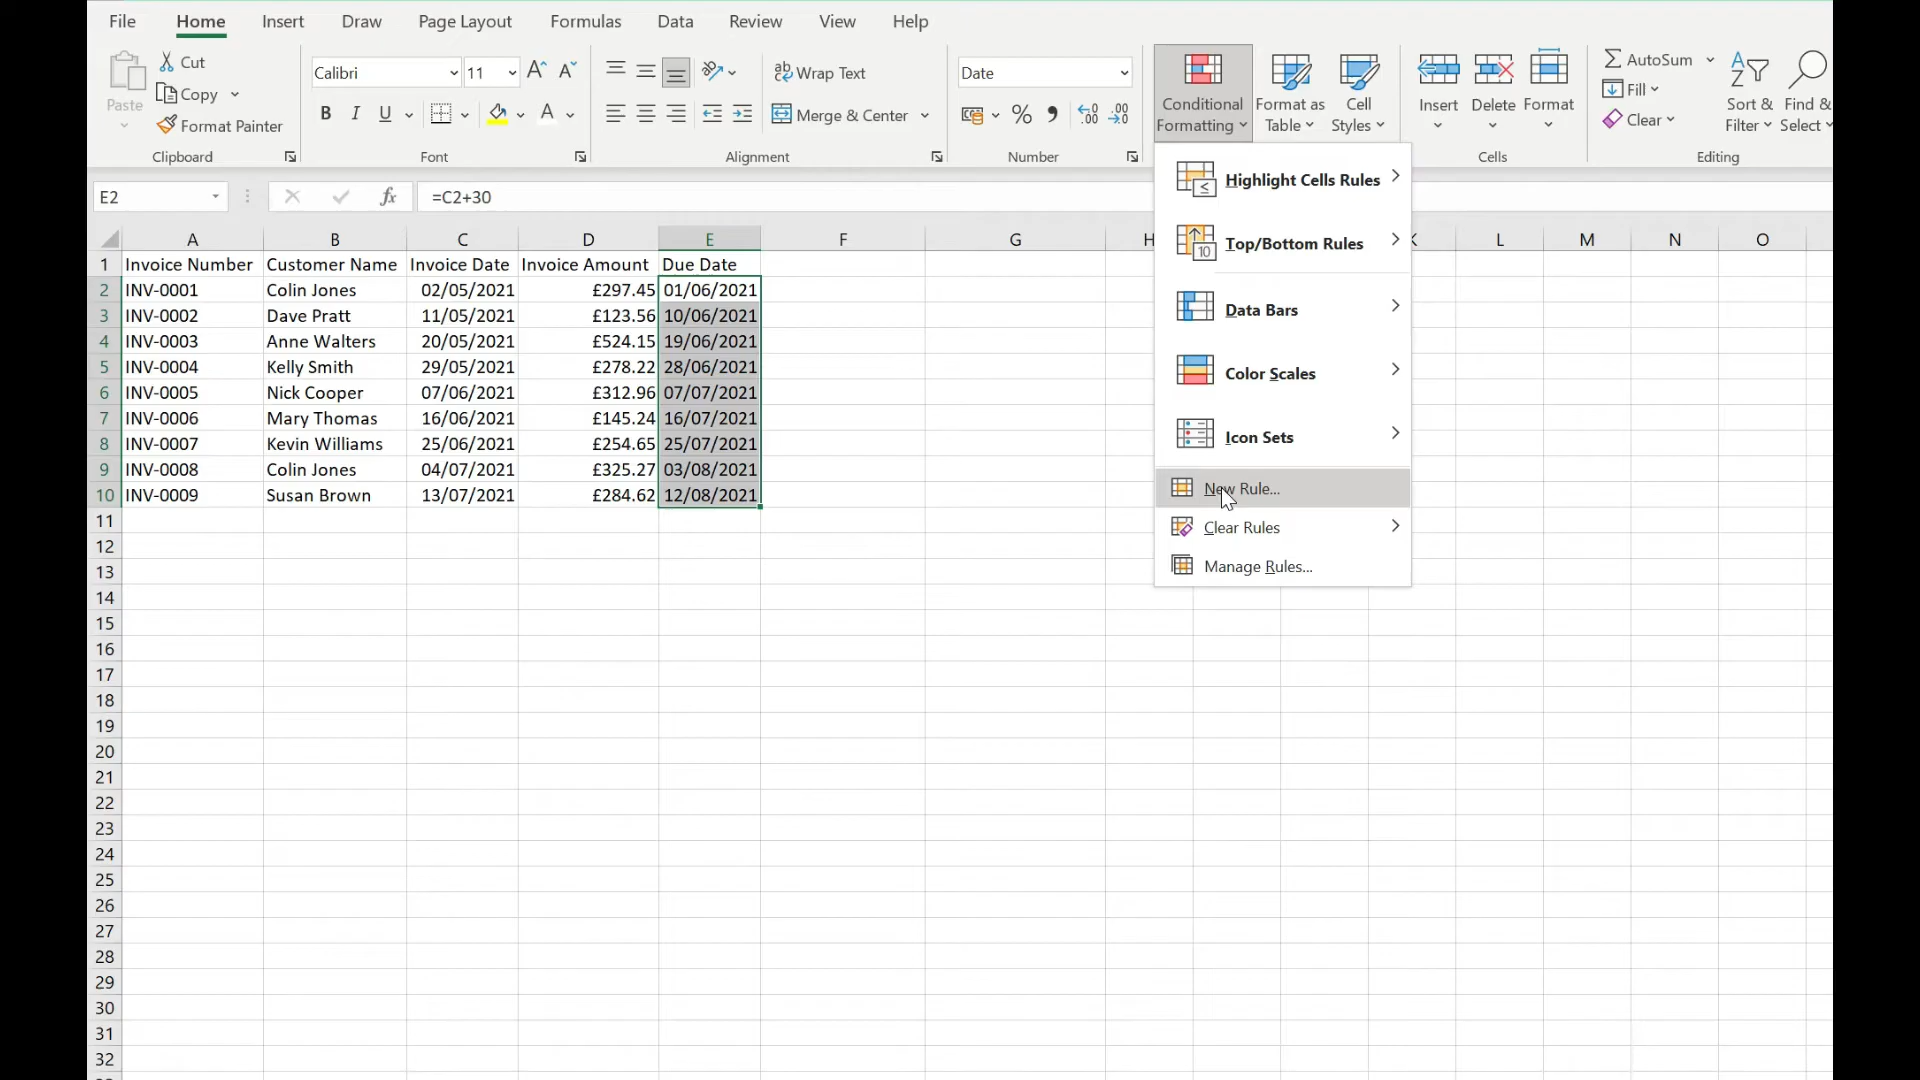 File Home Insert Draw Page Layout Formulas Data Review View Help
Paste
Cut
Copy
Format Painter
Clipboard
Calibri 11
B I U
Font
ab Wrap Text
Merge & Center
Alignment
Date
%
Number
Conditional Formatting
Format as Table
Cell Styles
Insert
Delete
Format
Cells
AutoSum
Fill
Clear
Sort & Filter
Find & Select
Editing
E2 fx =C2+30
A B C D E F G H K L M N O
1 Invoice Number Customer Name Invoice Date Invoice Amount Due Date
2 INV-0001 Colin Jones 02/05/2021 £297.45 01/06/2021
3 INV-0002 Dave Pratt 11/05/2021 £123.56 10/06/2021
4 INV-0003 Anne Walters 20/05/2021 £524.15 19/06/2021
5 INV-0004 Kelly Smith 29/05/2021 £278.22 28/06/2021
6 INV-0005 Nick Cooper 07/06/2021 £312.96 07/07/2021
7 INV-0006 Mary Thomas 16/06/2021 £145.24 16/07/2021
8 INV-0007 Kevin Williams 25/06/2021 £254.65 25/07/2021
9 INV-0008 Colin Jones 04/07/2021 £325.27 03/08/2021
10 INV-0009 Susan Brown 13/07/2021 £284.62 12/08/2021
11
12
13
14
15
16
17
18
19
20
21
22
23
24
25
26
27
28
29
30
31
32
Highlight Cells Rules
10 Top/Bottom Rules
Data Bars
Color Scales
Icon Sets
New Rule...
Clear Rules
Manage Rules...